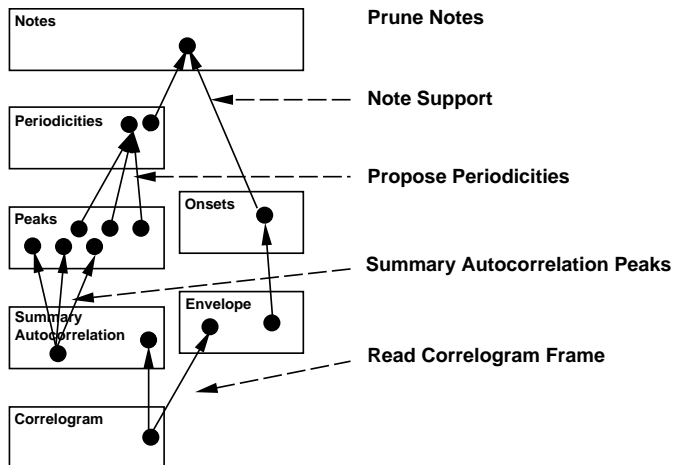 Notes
Prune Notes
Note Support
Periodicities
Propose Periodicities
Onsets
Peaks
Summary Autocorrelation Peaks
Envelope
Summary
Autocorrelation
Read Correlogram Frame
Correlogram